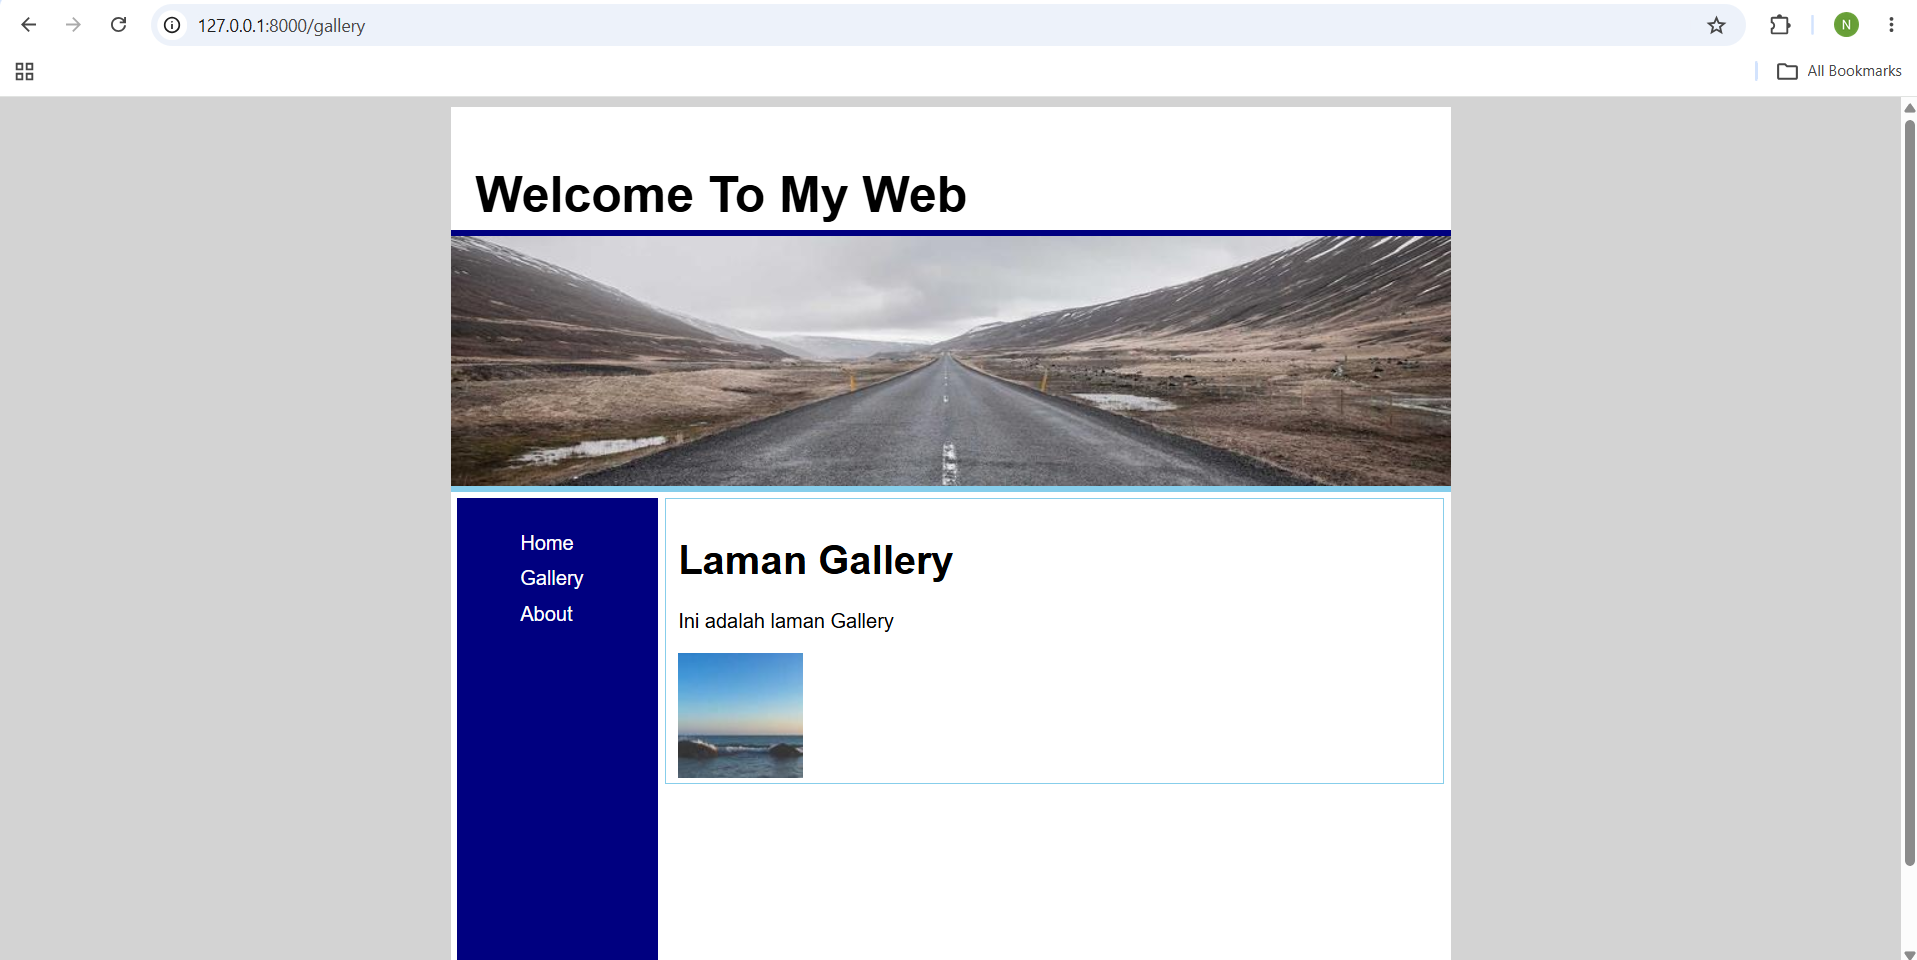 127.0.0.1:8000/gallery
N
All Bookmarks
Welcome To My Web
Home
Gallery
About
Laman Gallery
Ini adalah laman Gallery